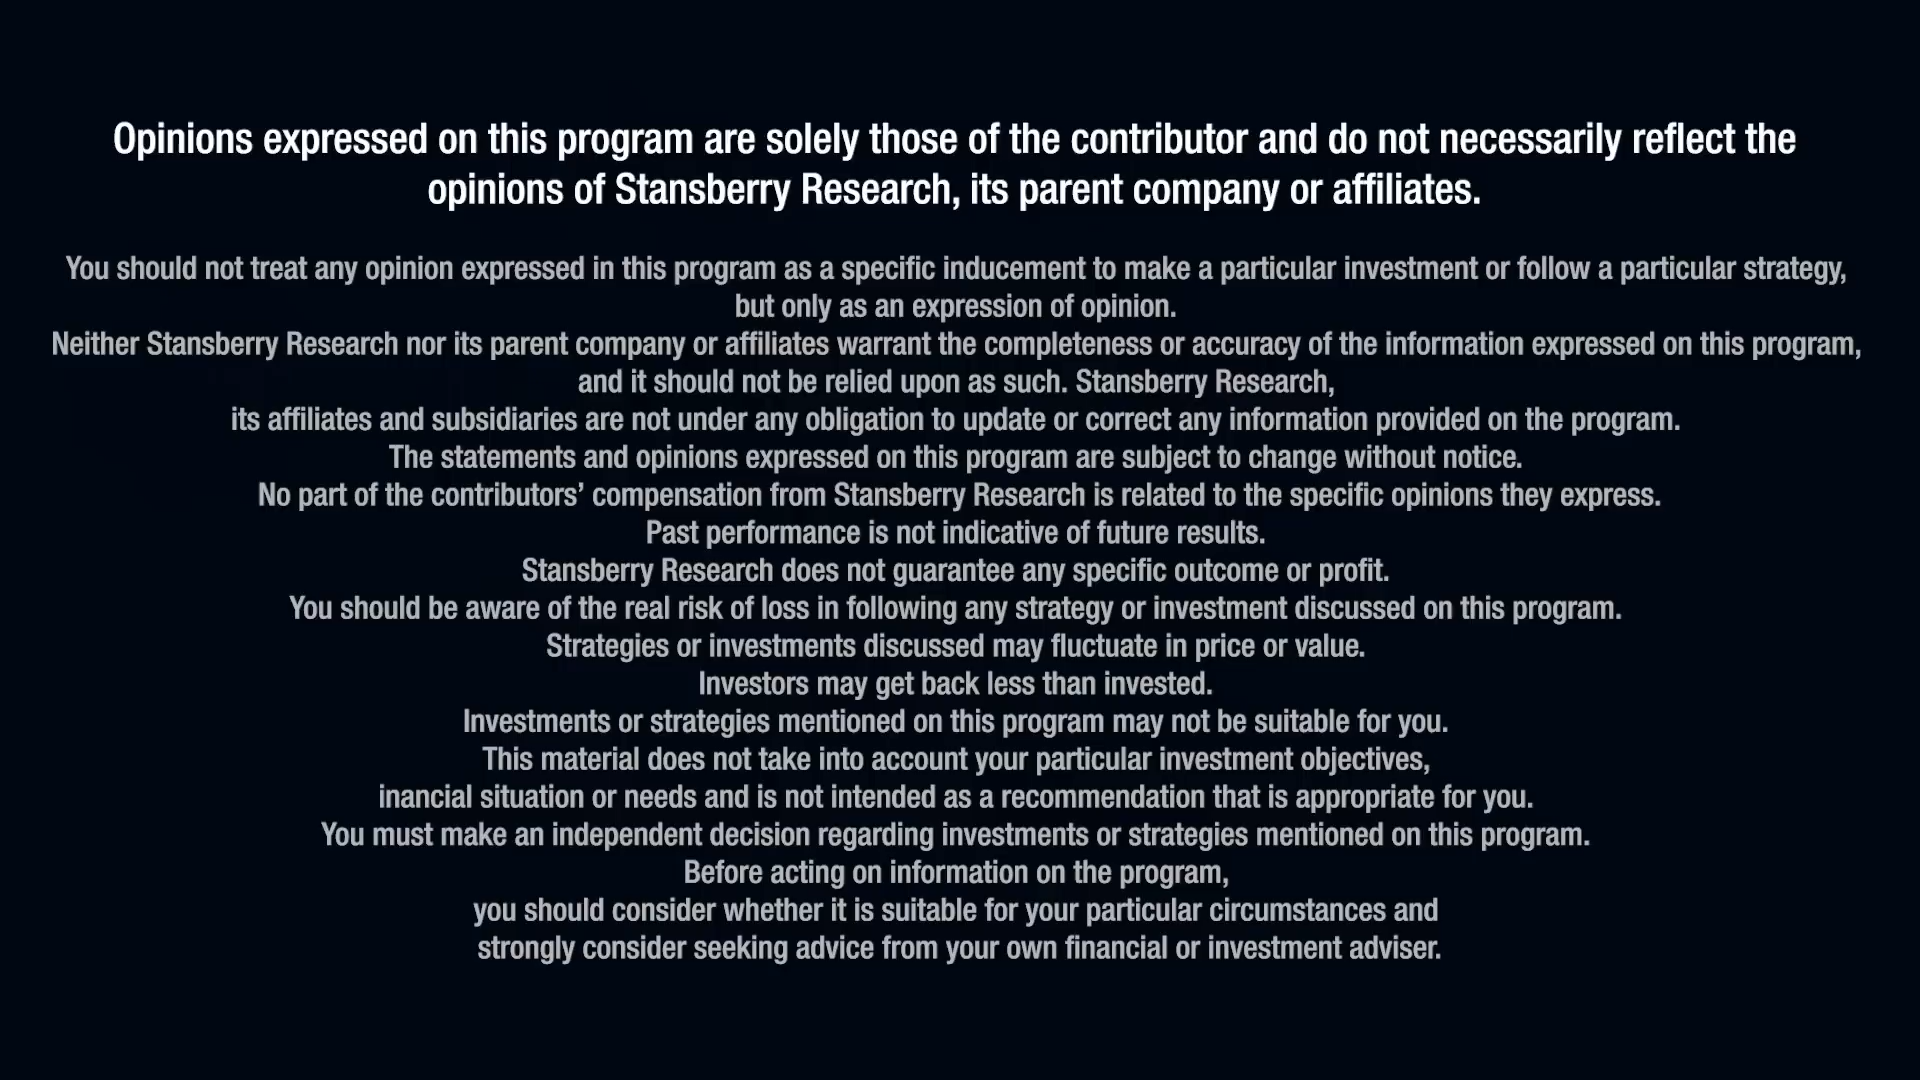 Opinions expressed on this program are solely those of the contributor and do not necessarily reflect the
opinions of Stansberry Research, its parent company or affiliates.
You should not treat any opinion expressed in this program as a specific inducement to make a particular investment or follow a particular strategy,
but only as an expression of opinion.
Neither Stansberry Research nor its parent company or affiliates warrant the completeness or accuracy of the information expressed on this program,
and it should not be relied upon as such. Stansberry Research,
its affiliates and subsidiaries are not under any obligation to update or correct any information provided on the program.
The statements and opinions expressed on this program are subject to change without notice.
No part of the contributors’ compensation from Stansberry Research is related to the specific opinions they express.
Past performance is not indicative of future results.
Stansberry Research does not guarantee any specific outcome or profit.
You should be aware of the real risk of loss in following any strategy or investment discussed on this program.
Strategies or investments discussed may fluctuate in price or value.
Investors may get back less than invested.
Investments or strategies mentioned on this program may not be suitable for you.
This material does not take into account your particular investment objectives,
inancial situation or needs and is not intended as a recommendation that is appropriate for you.
You must make an independent decision regarding investments or strategies mentioned on this program.
Before acting on information on the program,
you should consider whether it is suitable for your particular circumstances and
strongly consider seeking advice from your own financial or investment adviser.